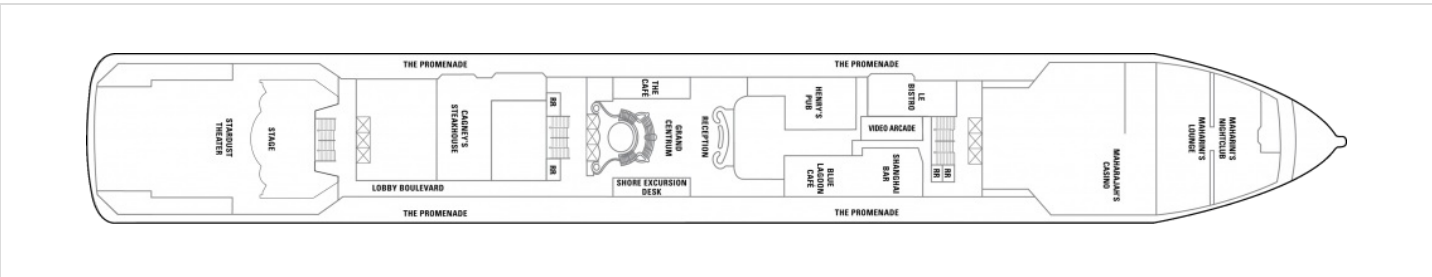 THE PROMENADE
THE PROMENADE
STARDUST
THEATER
STAGE
CAGNEY'S
STEAKHOUSE
RR
RR
LOBBY BOULEVARD
THE
CAFÉ
GRAND
CENTRUM
RECEPTION
SHORE EXCURSION
DESK
HENRY'S
PUB
LE
BISTRO
VIDEO ARCADE
BLUE
LAGOON
CAFÉ
SHANGHAI
BAR
RR
RR
MAHARAJAH'S
CASINO
MAHARINI'S
LOUNGE
MAHARINI'S
NIGHTCLUB
THE PROMENADE
THE PROMENADE